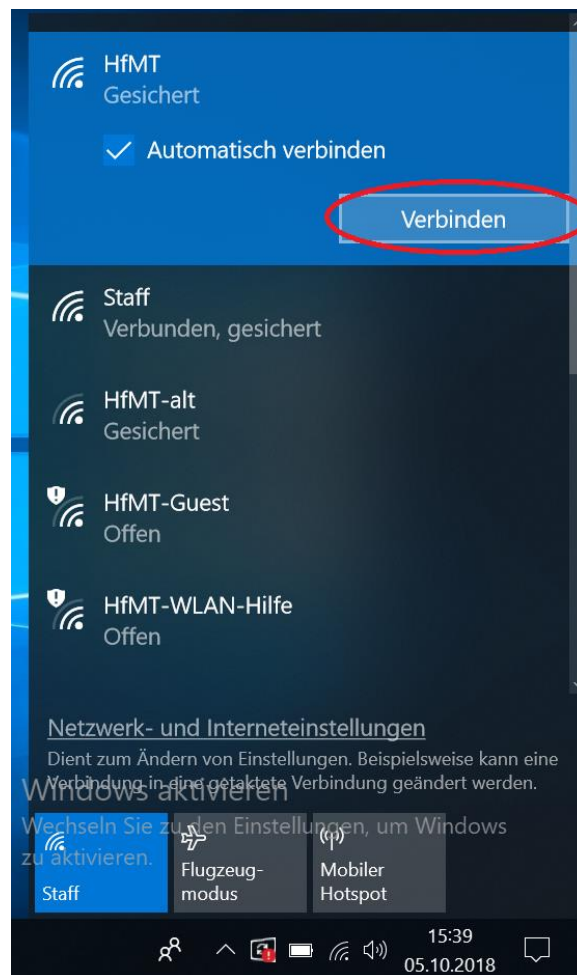 HfMT
Gesichert
Automatisch verbinden
Verbinden
Staff
Verbunden, gesichert
HfMT-alt
Gesichert
HfMT-Guest
Offen
HfMT-WLAN-Hilfe
Offen
Netzwerk- und Interneteinstellungen
Dient zum Ändern von Einstellungen. Beispielsweise kann eine
Verbindung in eine getaktete Verbindung geändert werden.
Windows aktivieren
Wechseln Sie zu den Einstellungen, um Windows
zu aktivieren.
Staff
Flugzeug-
modus
Mobiler
Hotspot
15:39
05.10.2018